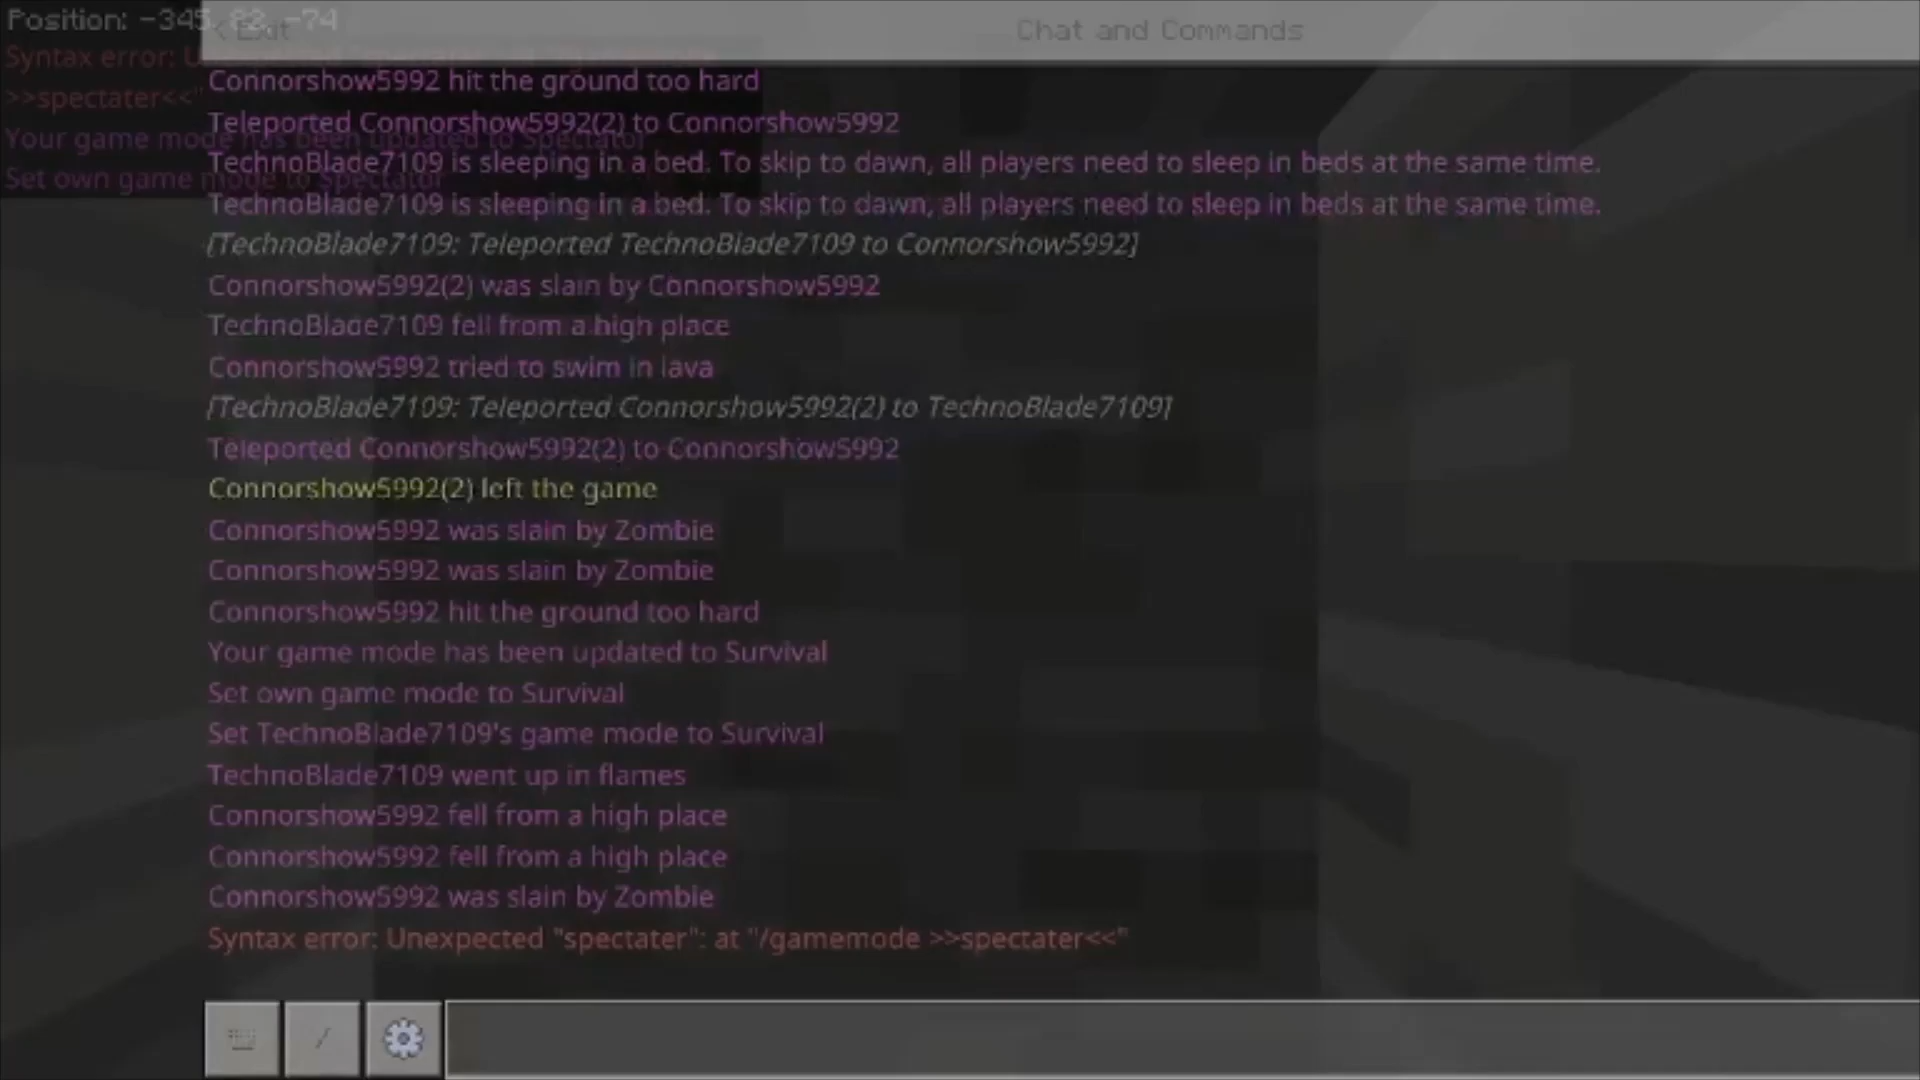 Position: -345, 82, -74
< Exit
Chat and Commands
Syntax error: U
>>spectater<<"
Your game mode has been updated to Spectator
Set own game mode to Spectator
Connorshow5992 hit the ground too hard
Teleported Connorshow5992(2) to Connorshow5992
TechnoBlade7109 is sleeping in a bed. To skip to dawn, all players need to sleep in beds at the same time.
TechnoBlade7109 is sleeping in a bed. To skip to dawn, all players need to sleep in beds at the same time.
[TechnoBlade7109: Teleported TechnoBlade7109 to Connorshow5992]
Connorshow5992(2) was slain by Connorshow5992
TechnoBlade7109 fell from a high place
Connorshow5992 tried to swim in lava
[TechnoBlade7109: Teleported Connorshow5992(2) to TechnoBlade7109]
Teleported Connorshow5992(2) to Connorshow5992
Connorshow5992(2) left the game
Connorshow5992 was slain by Zombie
Connorshow5992 was slain by Zombie
Connorshow5992 hit the ground too hard
Your game mode has been updated to Survival
Set own game mode to Survival
Set TechnoBlade7109's game mode to Survival
TechnoBlade7109 went up in flames
Connorshow5992 fell from a high place
Connorshow5992 fell from a high place
Connorshow5992 was slain by Zombie
Syntax error: Unexpected "spectater": at "/gamemode >>spectater<<"
/